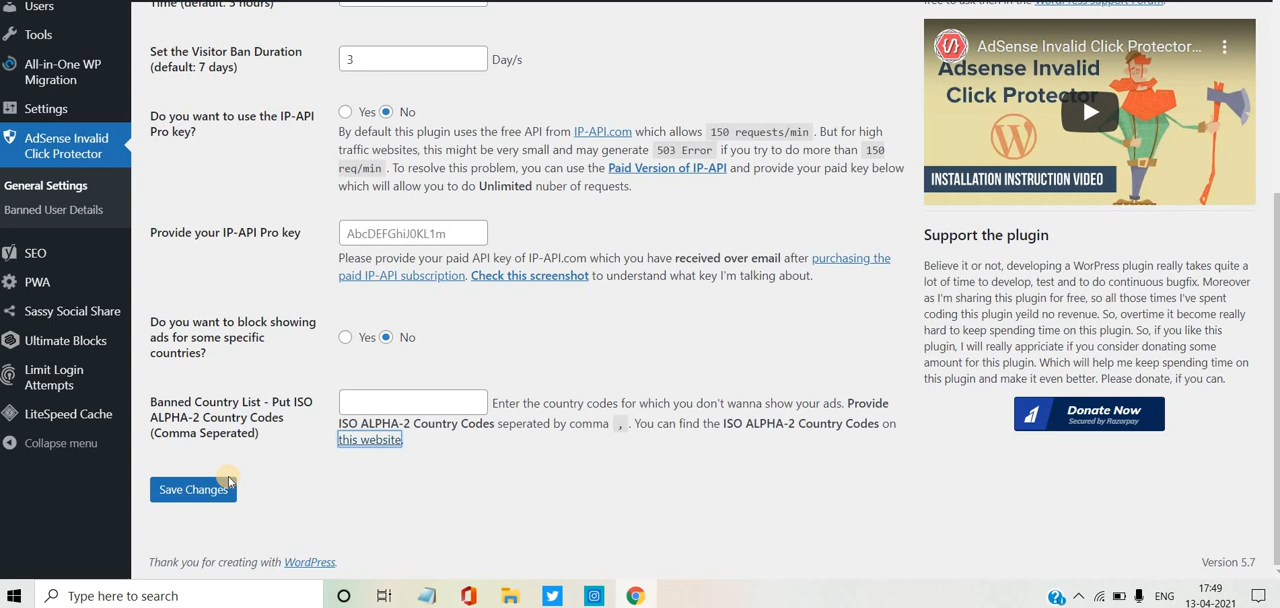 Users
Tools
All-in-One WP
Migration
Settings
AdSense Invalid
Click Protector
General Settings
Banned User Details
SEO
PWA
Sassy Social Share
Ultimate Blocks
Limit Login
Attempts
LiteSpeed Cache
Collapse menu
Time (default: 3 hours)
Set the Visitor Ban Duration
(default: 7 days)
3
Day/s
Do you want to use the IP-API
Pro key?
Yes No
By default this plugin uses the free API from IP-API.com which allows 150 requests/min . But for high
traffic websites, this might be very small and may generate 503 Error if you try to do more than 150
req/min . To resolve this problem, you can use the Paid Version of IP-API and provide your paid key below
which will allow you to do Unlimited nuber of requests.
Provide your IP-API Pro key
AbcDEFGhiJ0KL1m
Please provide your paid API key of IP-API.com which you have received over email after purchasing the
paid IP-API subscription. Check this screenshot to understand what key I'm talking about.
Do you want to block showing
ads for some specific
countries?
Yes No
Banned Country List - Put ISO
ALPHA-2 Country Codes
(Comma Seperated)
Enter the country codes for which you don't wanna show your ads. Provide
ISO ALPHA-2 Country Codes seperated by comma , . You can find the ISO ALPHA-2 Country Codes on
this website.
Save Changes
Thank you for creating with WordPress.
Version 5.7
free to ask then in the WordPress Support Forum.
AdSense Invalid Click Protector...
Adsense Invalid
Click Protector
INSTALLATION INSTRUCTION VIDEO
Support the plugin
Believe it or not, developing a WorPress plugin really takes quite a
lot of time to develop, test and to do continuous bugfix. Moreover
as I'm sharing this plugin for free, so all those times I've spent
coding this plugin yeild no revenue. So, overtime it become really
hard to keep spending time on this plugin. So, if you like this
plugin, I will really appriciate if you consider donating some
amount for this plugin. Which will help me keep spending time on
this plugin and make it even better. Please donate, if you can.
Donate Now
Secured by Razorpay
Type here to search
ENG
17:49
13-04-2021